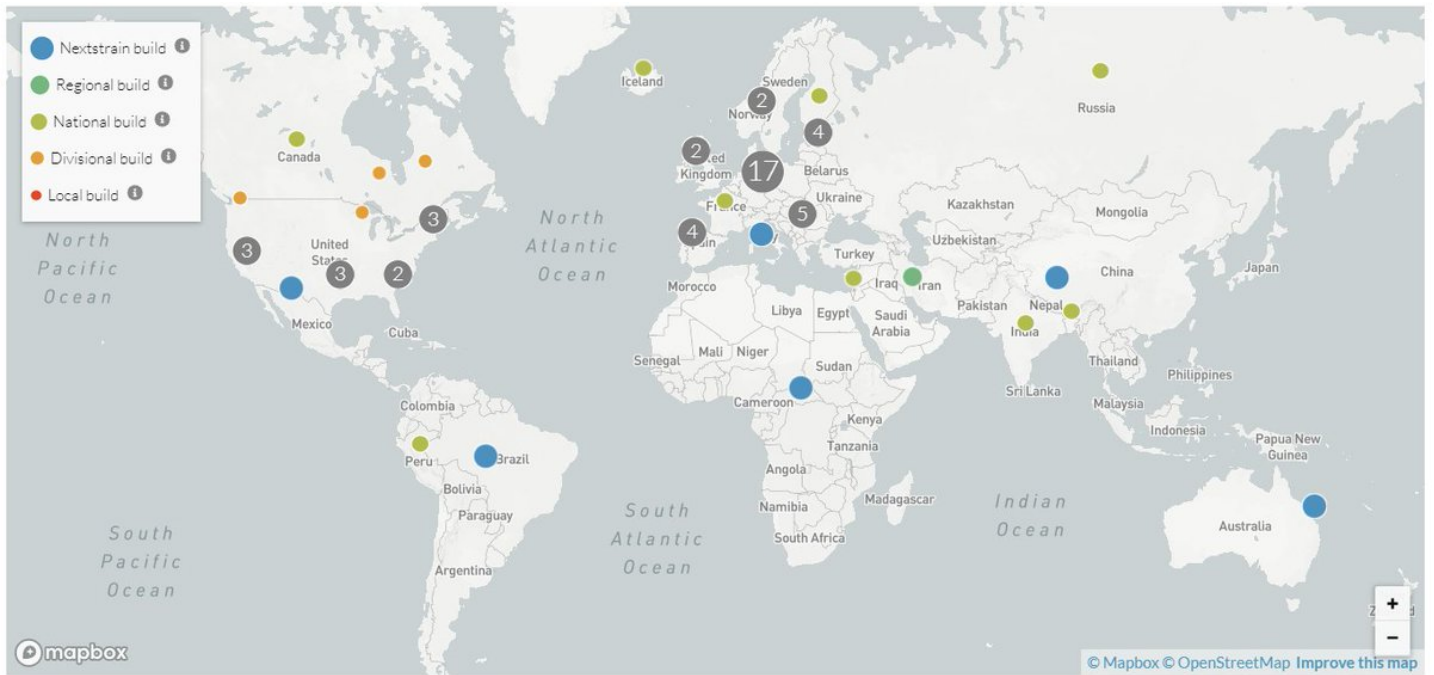 Nextstrain build
Regional build
National build
Divisional build
Local build
Iceland
Sweden
2
Norway
4
Russia
Canada
2
17
Kingdom
Belarus
Ukraine
Kazakhstan
Mongolia
France
5
3
North
Pacific
Ocean
North
Atlantic
Ocean
3
United
States
3
2
4
Turkey
Uzbekistan
China
Japan
Morocco
Iraq
Iran
Pakistan
Nepal
Mexico
Cuba
Libya
Egypt
Saudi
Arabia
India
Senegal
Mali
Niger
Sudan
Thailand
Philippines
Sri Lanka
Colombia
Cameroon
Malaysia
Kenya
Indonesia
Papua New
Guinea
Peru
Brazil
Tanzania
Angola
Bolivia
Madagascar
Paraguay
Namibia
Indian
Ocean
Australia
South
Pacific
Ocean
South
Atlantic
Ocean
South Africa
Argentina
+
−
mapbox
© Mapbox © OpenStreetMap Improve this map